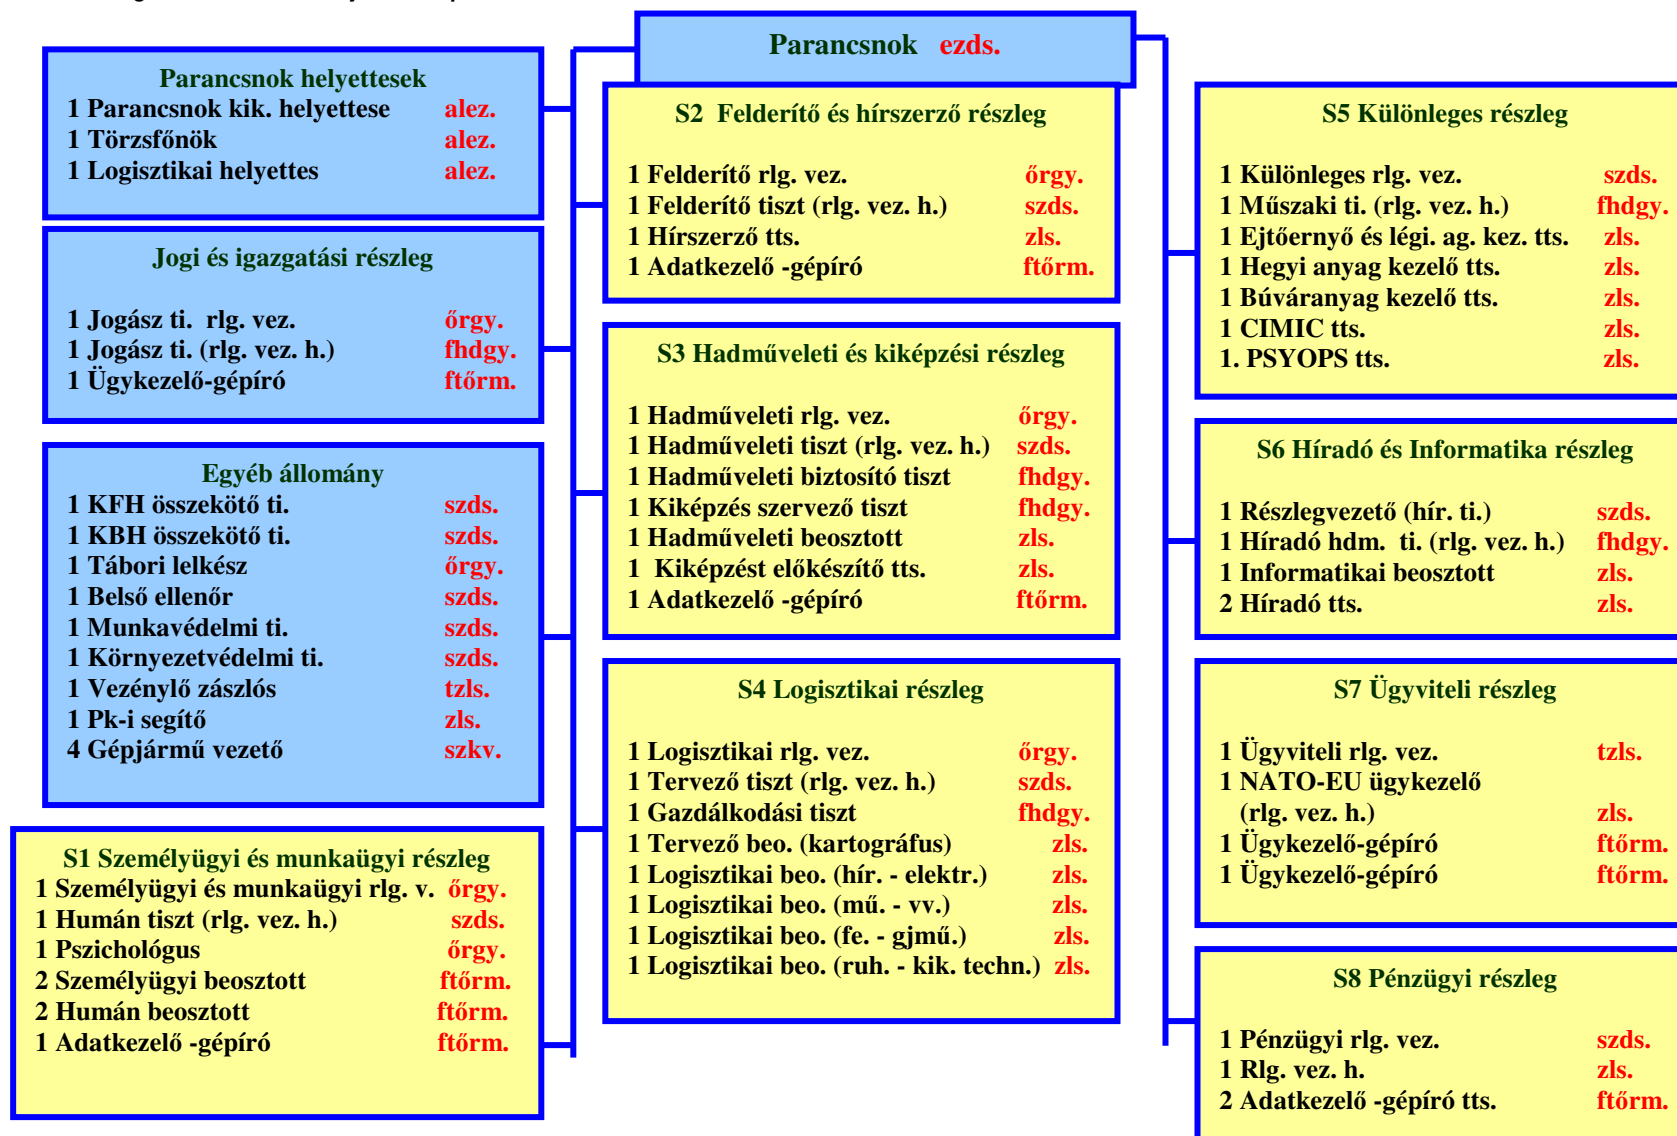 Parancsnok ezds.
Parancsnok helyettesek
1 Parancsnok kik. helyettese alez.
1 Törzsfőnök alez.
1 Logisztikai helyettes alez.
Jogi és igazgatási részleg
1 Jogász ti. rlg. vez. őrgy.
1 Jogász ti. (rlg. vez. h.) fhdgy.
1 Ügykezelő-gépíró ftőrm.
Egyéb állomány
1 KFH összekötő ti. szds.
1 KBH összekötő ti. szds.
1 Tábori lelkész őrgy.
1 Belső ellenőr szds.
1 Munkavédelmi ti. szds.
1 Környezetvédelmi ti. szds.
1 Vezénylő zászlós tzls.
1 Pk-i segítő zls.
4 Gépjármű vezető szkv.
S1 Személyügyi és munkaügyi részleg
1 Személyügyi és munkaügyi rlg. v. őrgy.
1 Humán tiszt (rlg. vez. h.) szds.
1 Pszichológus őrgy.
2 Személyügyi beosztott ftőrm.
2 Humán beosztott ftőrm.
1 Adatkezelő -gépíró ftőrm.
S2 Felderítő és hírszerző részleg
1 Felderítő rlg. vez. őrgy.
1 Felderítő tiszt (rlg. vez. h.) szds.
1 Hírszerző tts. zls.
1 Adatkezelő -gépíró ftőrm.
S3 Hadműveleti és kiképzési részleg
1 Hadműveleti rlg. vez. őrgy.
1 Hadműveleti tiszt (rlg. vez. h.) szds.
1 Hadműveleti biztosító tiszt fhdgy.
1 Kiképzés szervező tiszt fhdgy.
1 Hadműveleti beosztott zls.
1 Kiképzést előkészítő tts. zls.
1 Adatkezelő -gépíró ftőrm.
S4 Logisztikai részleg
1 Logisztikai rlg. vez. őrgy.
1 Tervező tiszt (rlg. vez. h.) szds.
1 Gazdálkodási tiszt fhdgy.
1 Tervező beo. (kartográfus) zls.
1 Logisztikai beo. (hír. - elektr.) zls.
1 Logisztikai beo. (mű. - vv.) zls.
1 Logisztikai beo. (fe. - gjmű.) zls.
1 Logisztikai beo. (ruh. - kik. techn.) zls.
S5 Különleges részleg
1 Különleges rlg. vez. szds.
1 Műszaki ti. (rlg. vez. h.) fhdgy.
1 Ejtőernyő és légi. ag. kez. tts. zls.
1 Hegyi anyag kezelő tts. zls.
1 Búváranyag kezelő tts. zls.
1 CIMIC tts. zls.
1. PSYOPS tts. zls.
S6 Híradó és Informatika részleg
1 Részlegvezető (hír. ti.) szds.
1 Híradó hdm. ti. (rlg. vez. h.) fhdgy.
1 Informatikai beosztott zls.
2 Híradó tts. zls.
S7 Ügyviteli részleg
1 Ügyviteli rlg. vez. tzls.
1 NATO-EU ügykezelő
(rlg. vez. h.) zls.
1 Ügykezelő-gépíró ftőrm.
1 Ügykezelő-gépíró ftőrm.
S8 Pénzügyi részleg
1 Pénzügyi rlg. vez. szds.
1 Rlg. vez. h. zls.
2 Adatkezelő -gépíró tts. ftőrm.